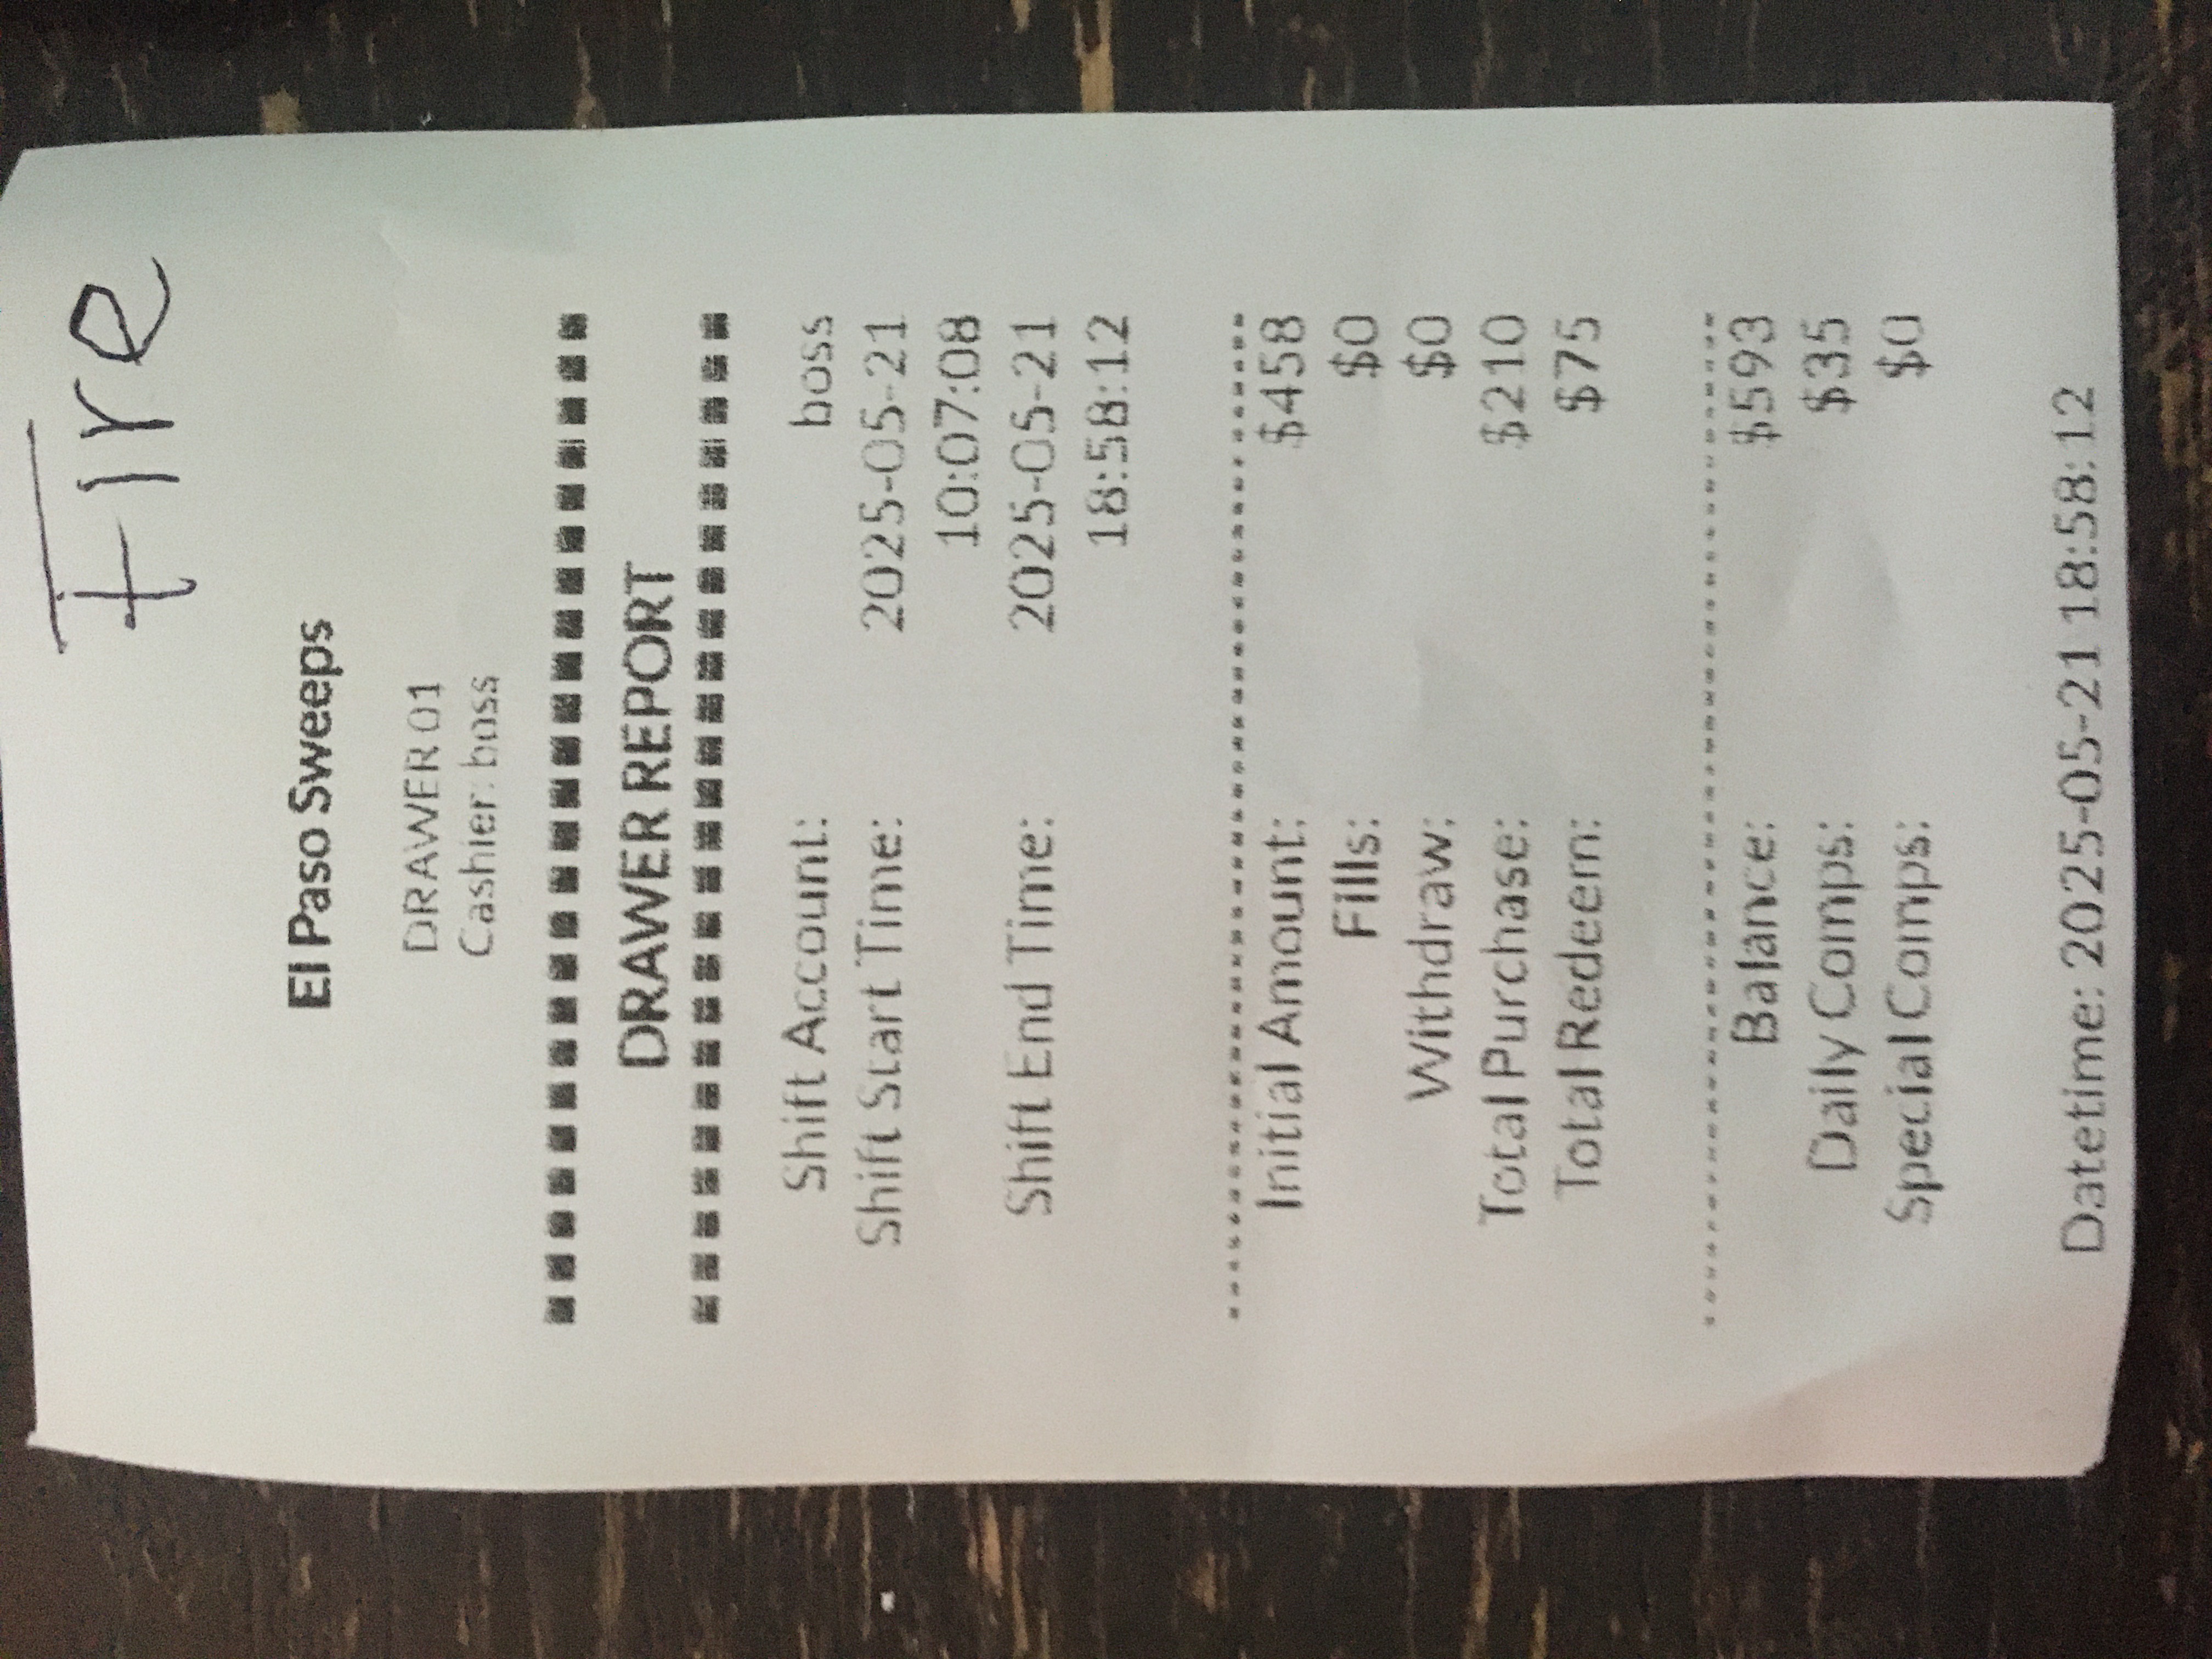 Fire
El Paso Sweeps
DRAWER 01
Cashier: boss
DRAWER REPORT
Shift Account: boss
Shift Start Time: 2025-05-21
10:07:08
Shift End Time: 2025-05-21
18:58:12
Initial Amount: $458
Fills: $0
Withdraw: $0
Total Purchase: $210
Total Redeem: $75
Balance: $593
Daily Comps: $35
Special Comps: $0
Datetime: 2025-05-21 18:58:12